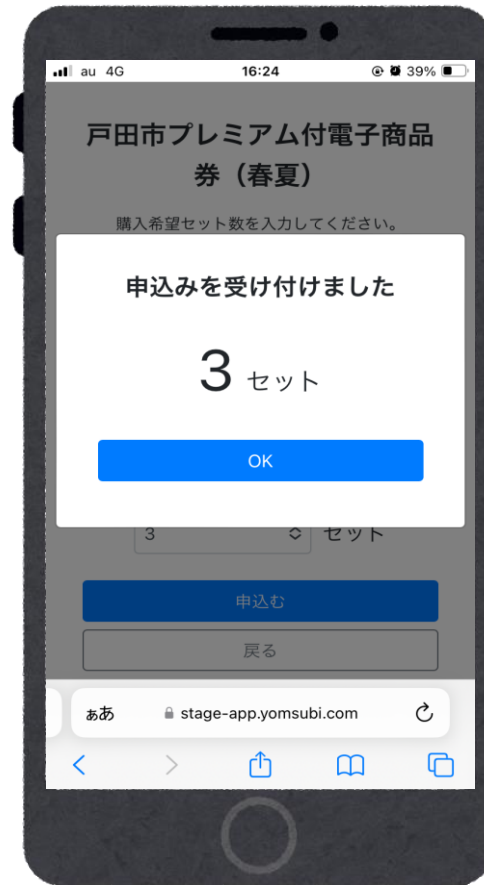 au 4G 16:24 39%
戸田市プレミアム付電子商品
券（春夏）
購入希望セット数を入力してください。
申込みを受け付けました
3 セット
OK
3 セット
申込む
戻る
ぁあ stage-app.yomsubi.com